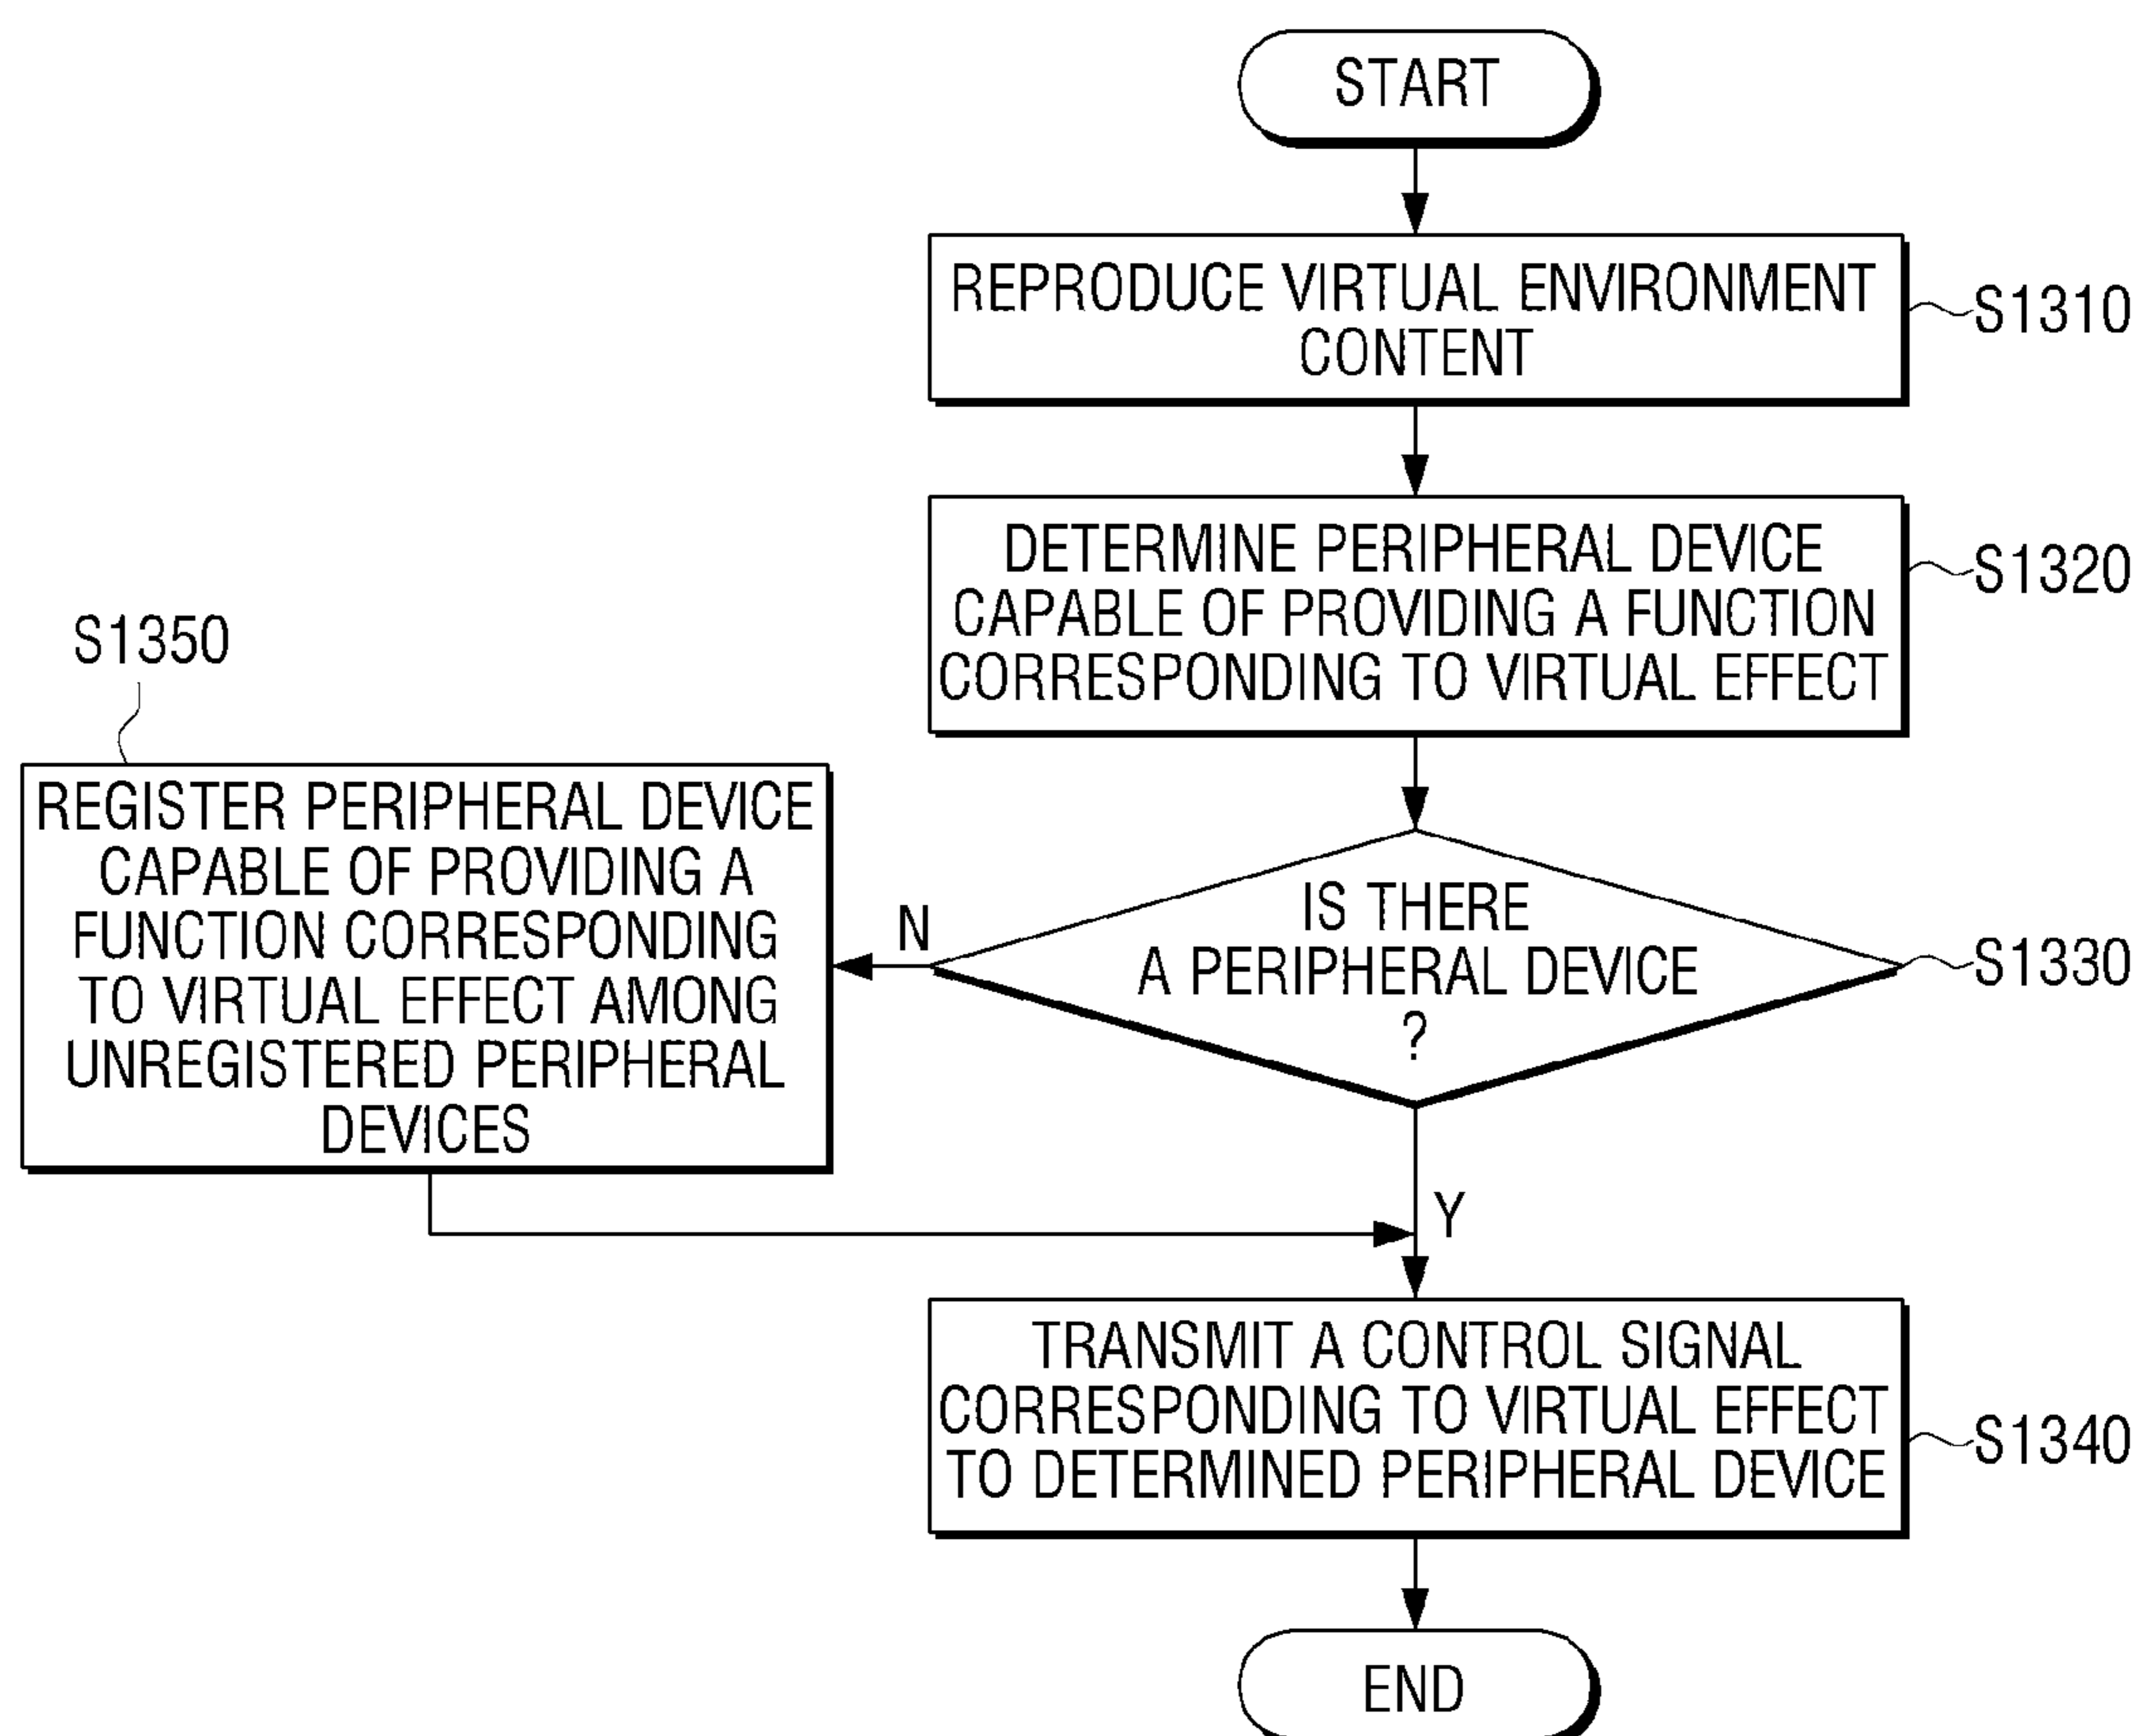 START
REPRODUCE VIRTUAL ENVIRONMENT
CONTENT
S1310
DETERMINE PERIPHERAL DEVICE
CAPABLE OF PROVIDING A FUNCTION
CORRESPONDING TO VIRTUAL EFFECT
S1320
IS THERE
A PERIPHERAL DEVICE
?
S1330
N
S1350
REGISTER PERIPHERAL DEVICE
CAPABLE OF PROVIDING A
FUNCTION CORRESPONDING
TO VIRTUAL EFFECT AMONG
UNREGISTERED PERIPHERAL
DEVICES
Y
TRANSMIT A CONTROL SIGNAL
CORRESPONDING TO VIRTUAL EFFECT
TO DETERMINED PERIPHERAL DEVICE
S1340
END